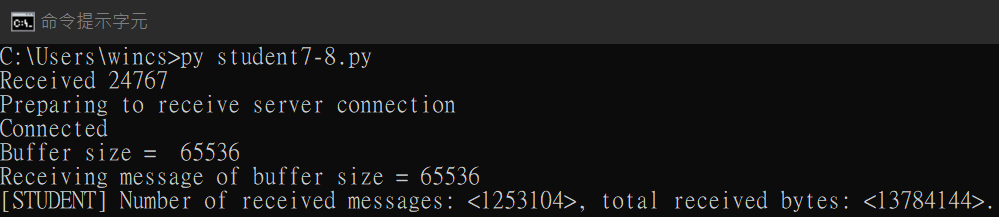 命令提示字元
C:\Users\wincs>py student7-8.py
Received 24767
Preparing to receive server connection
Connected
Buffer size =  65536
Receiving message of buffer size = 65536
[STUDENT] Number of received messages: <1253104>, total received bytes: <13784144>.